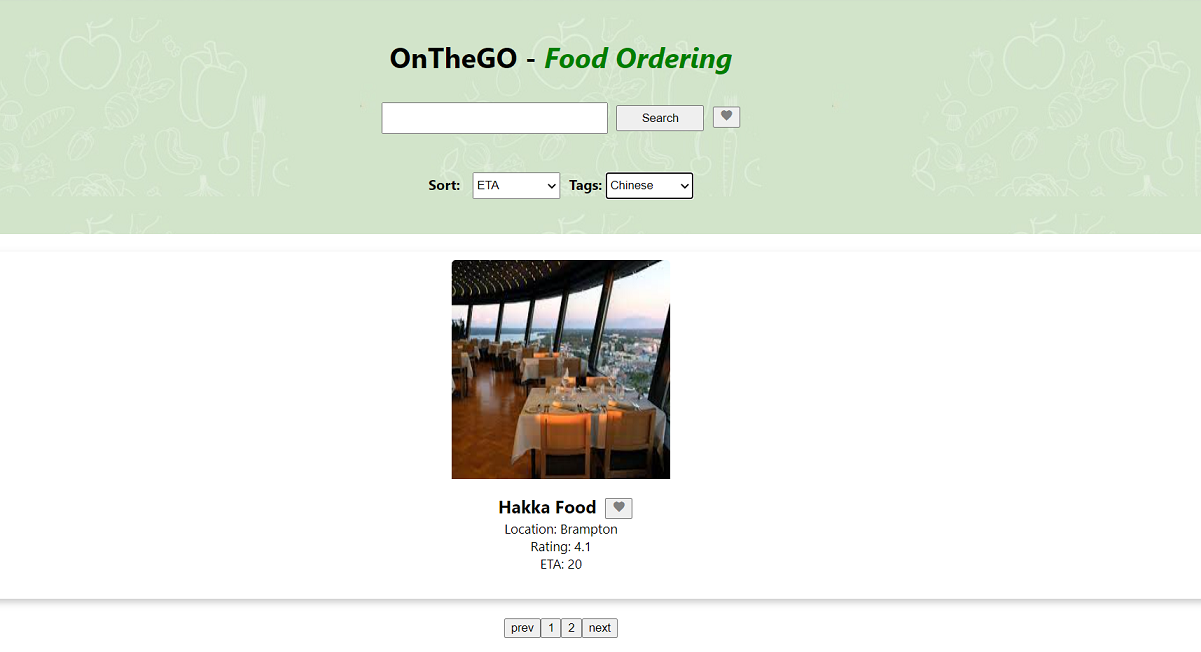 OnTheGO - Food Ordering
Search ♥
Sort: ETA Tags: Chinese
Hakka Food ♥
Location: Brampton
Rating: 4.1
ETA: 20
prev 1 2 next